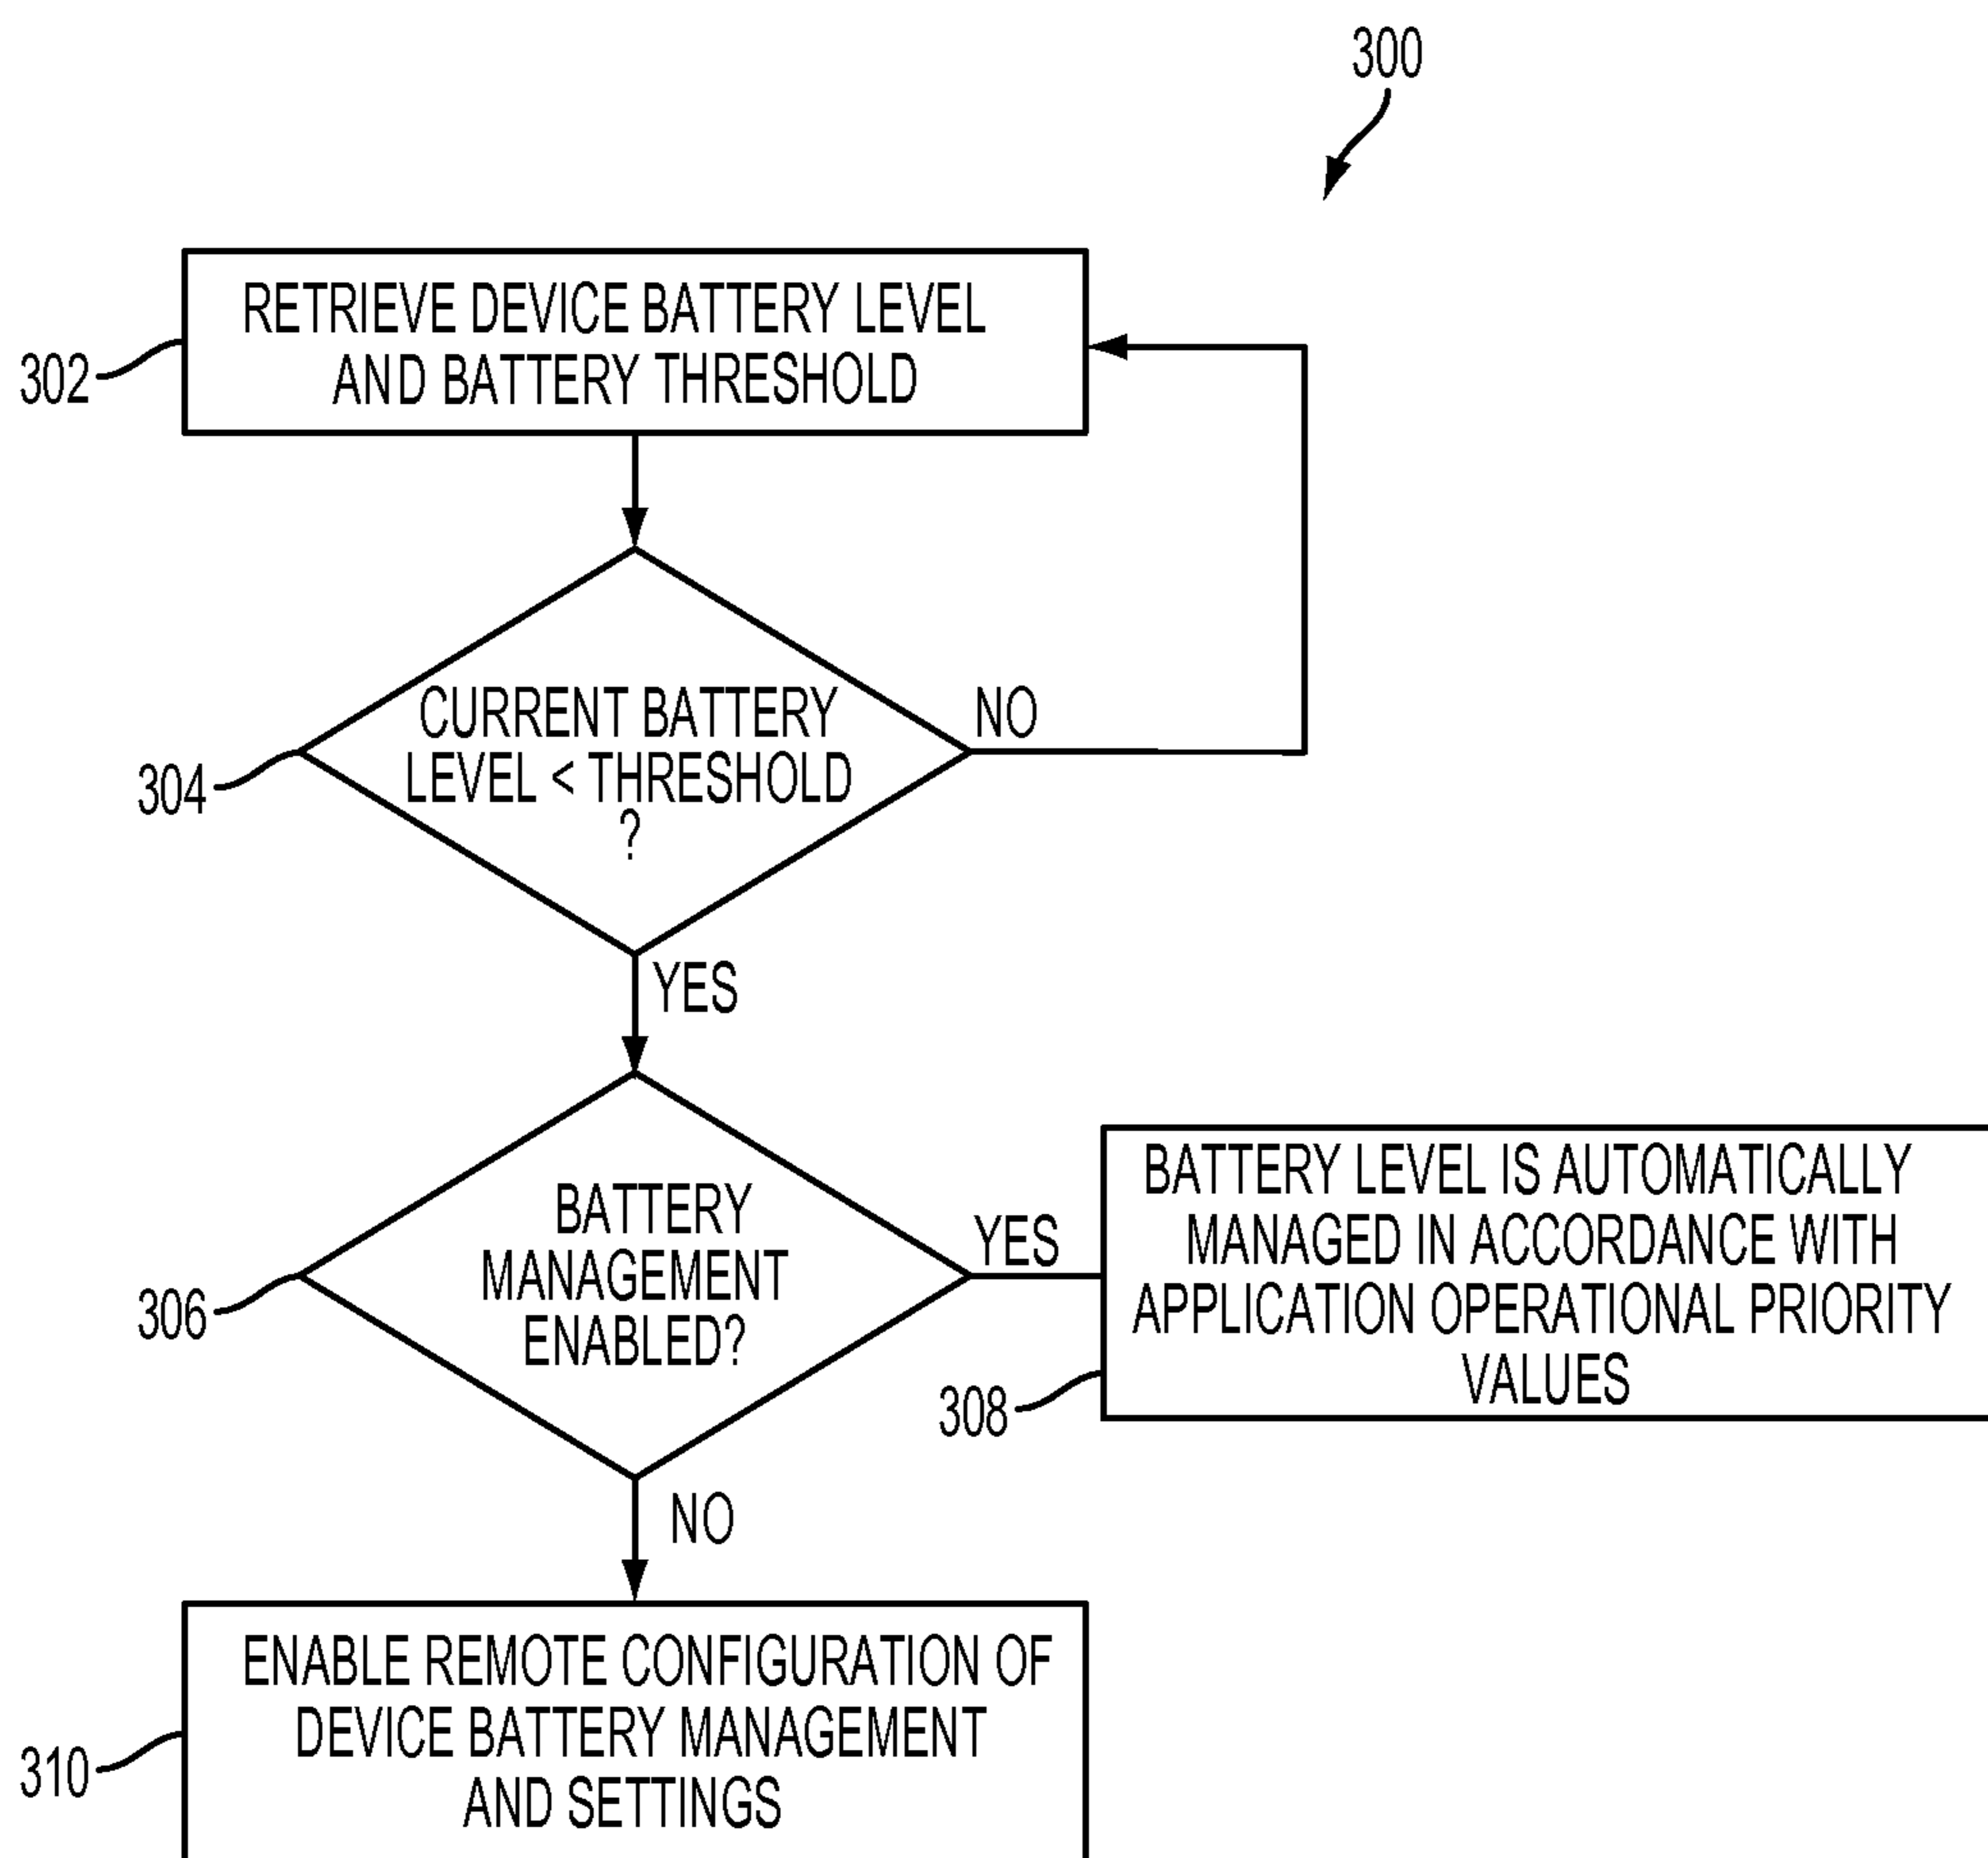 300
302
RETRIEVE DEVICE BATTERY LEVEL
AND BATTERY THRESHOLD
304
CURRENT BATTERY
LEVEL < THRESHOLD
?
NO
YES
306
BATTERY
MANAGEMENT
ENABLED?
YES
308
BATTERY LEVEL IS AUTOMATICALLY
MANAGED IN ACCORDANCE WITH
APPLICATION OPERATIONAL PRIORITY
VALUES
NO
310
ENABLE REMOTE CONFIGURATION OF
DEVICE BATTERY MANAGEMENT
AND SETTINGS